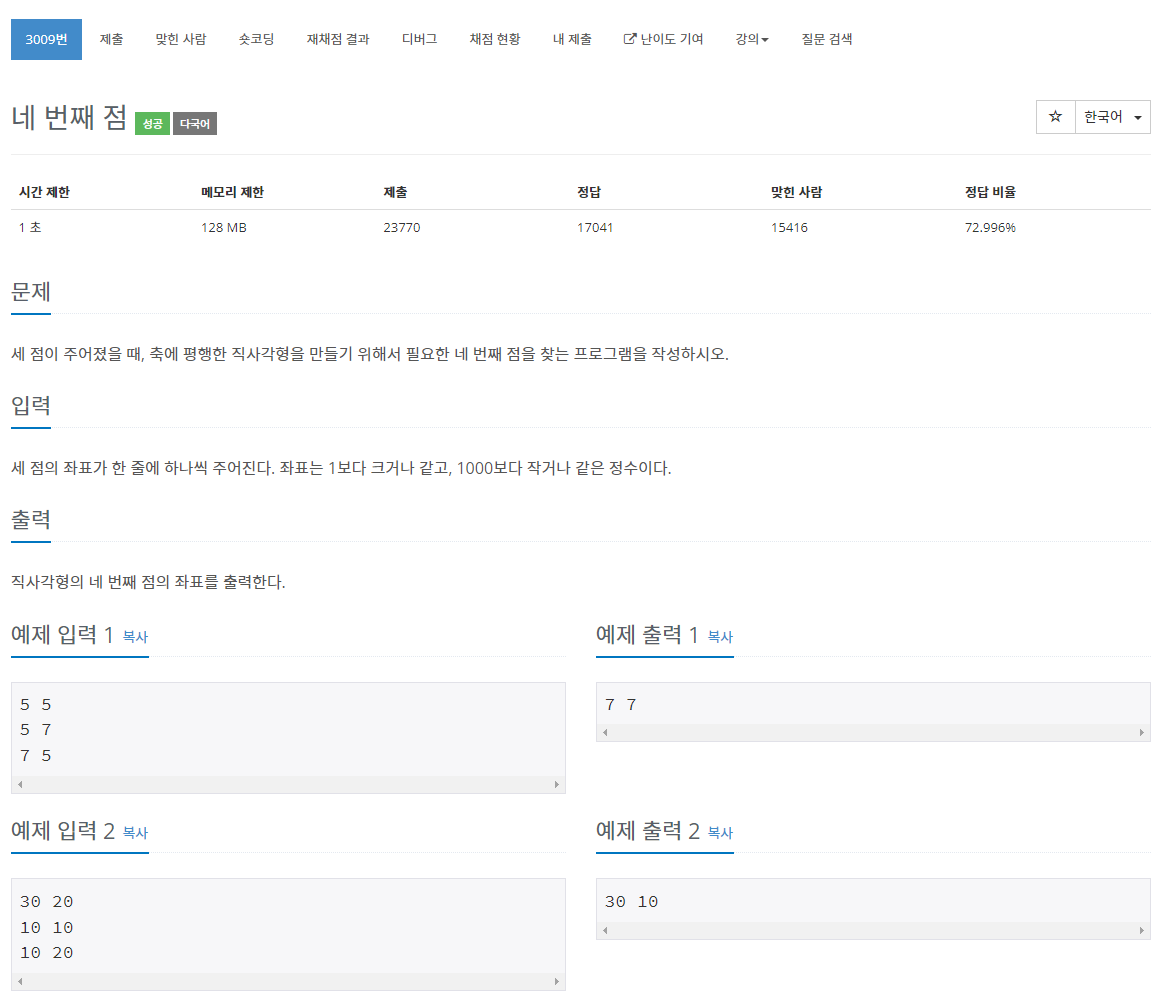 3009번 제출 맞힌 사람 숏코딩 재채점 결과 디버그 채점 현황 내 제출 난이도 기여 강의 질문 검색
네 번째 점 성공 다국어 한국어
시간 제한 메모리 제한 제출 정답 맞힌 사람 정답 비율
1 초 128 MB 23770 17041 15416 72.996%
문제
세 점이 주어졌을 때, 축에 평행한 직사각형을 만들기 위해서 필요한 네 번째 점을 찾는 프로그램을 작성하시오.
입력
세 점의 좌표가 한 줄에 하나씩 주어진다. 좌표는 1보다 크거나 같고, 1000보다 작거나 같은 정수이다.
출력
직사각형의 네 번째 점의 좌표를 출력한다.
예제 입력 1 복사
5 5
5 7
7 5
예제 출력 1 복사
7 7
예제 입력 2 복사
30 20
10 10
10 20
예제 출력 2 복사
30 10